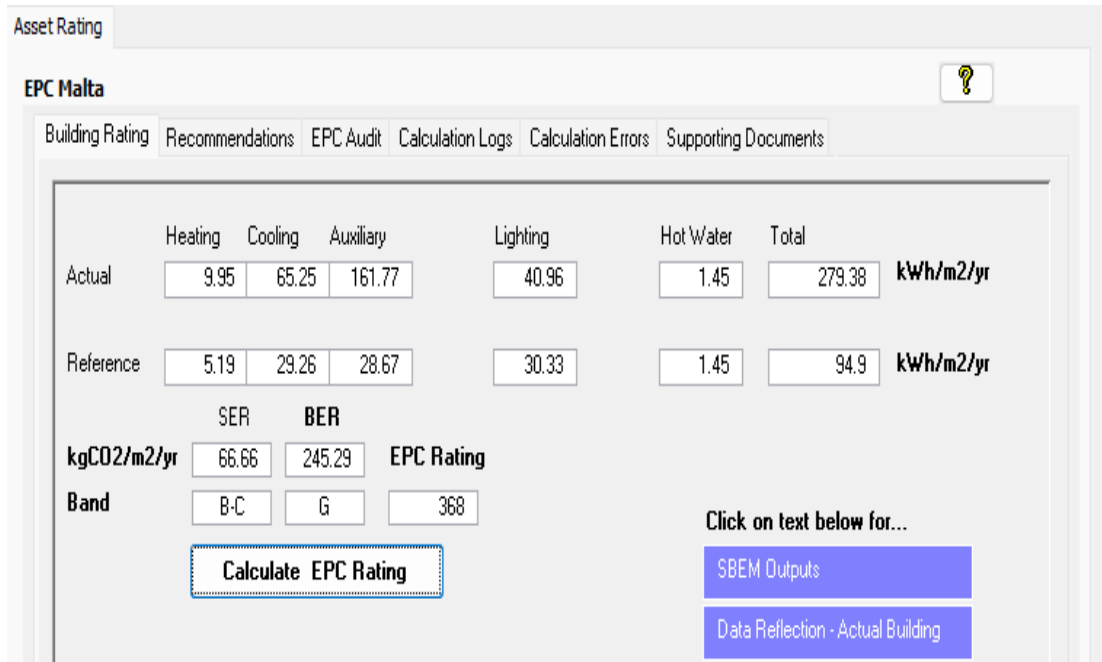 Asset Rating
EPC Malta
?
Building Rating Recommendations EPC Audit Calculation Logs Calculation Errors Supporting Documents
Heating Cooling Auxiliary Lighting Hot Water Total
Actual 9.95 65.25 161.77 40.96 1.45 279.38 kWh/m2/yr
Reference 5.19 29.26 28.67 30.33 1.45 94.9 kWh/m2/yr
SER BER
kgCO2/m2/yr 66.66 245.29 EPC Rating
Band B-C G 368
Click on text below for...
Calculate EPC Rating
SBEM Outputs
Data Reflection - Actual Building